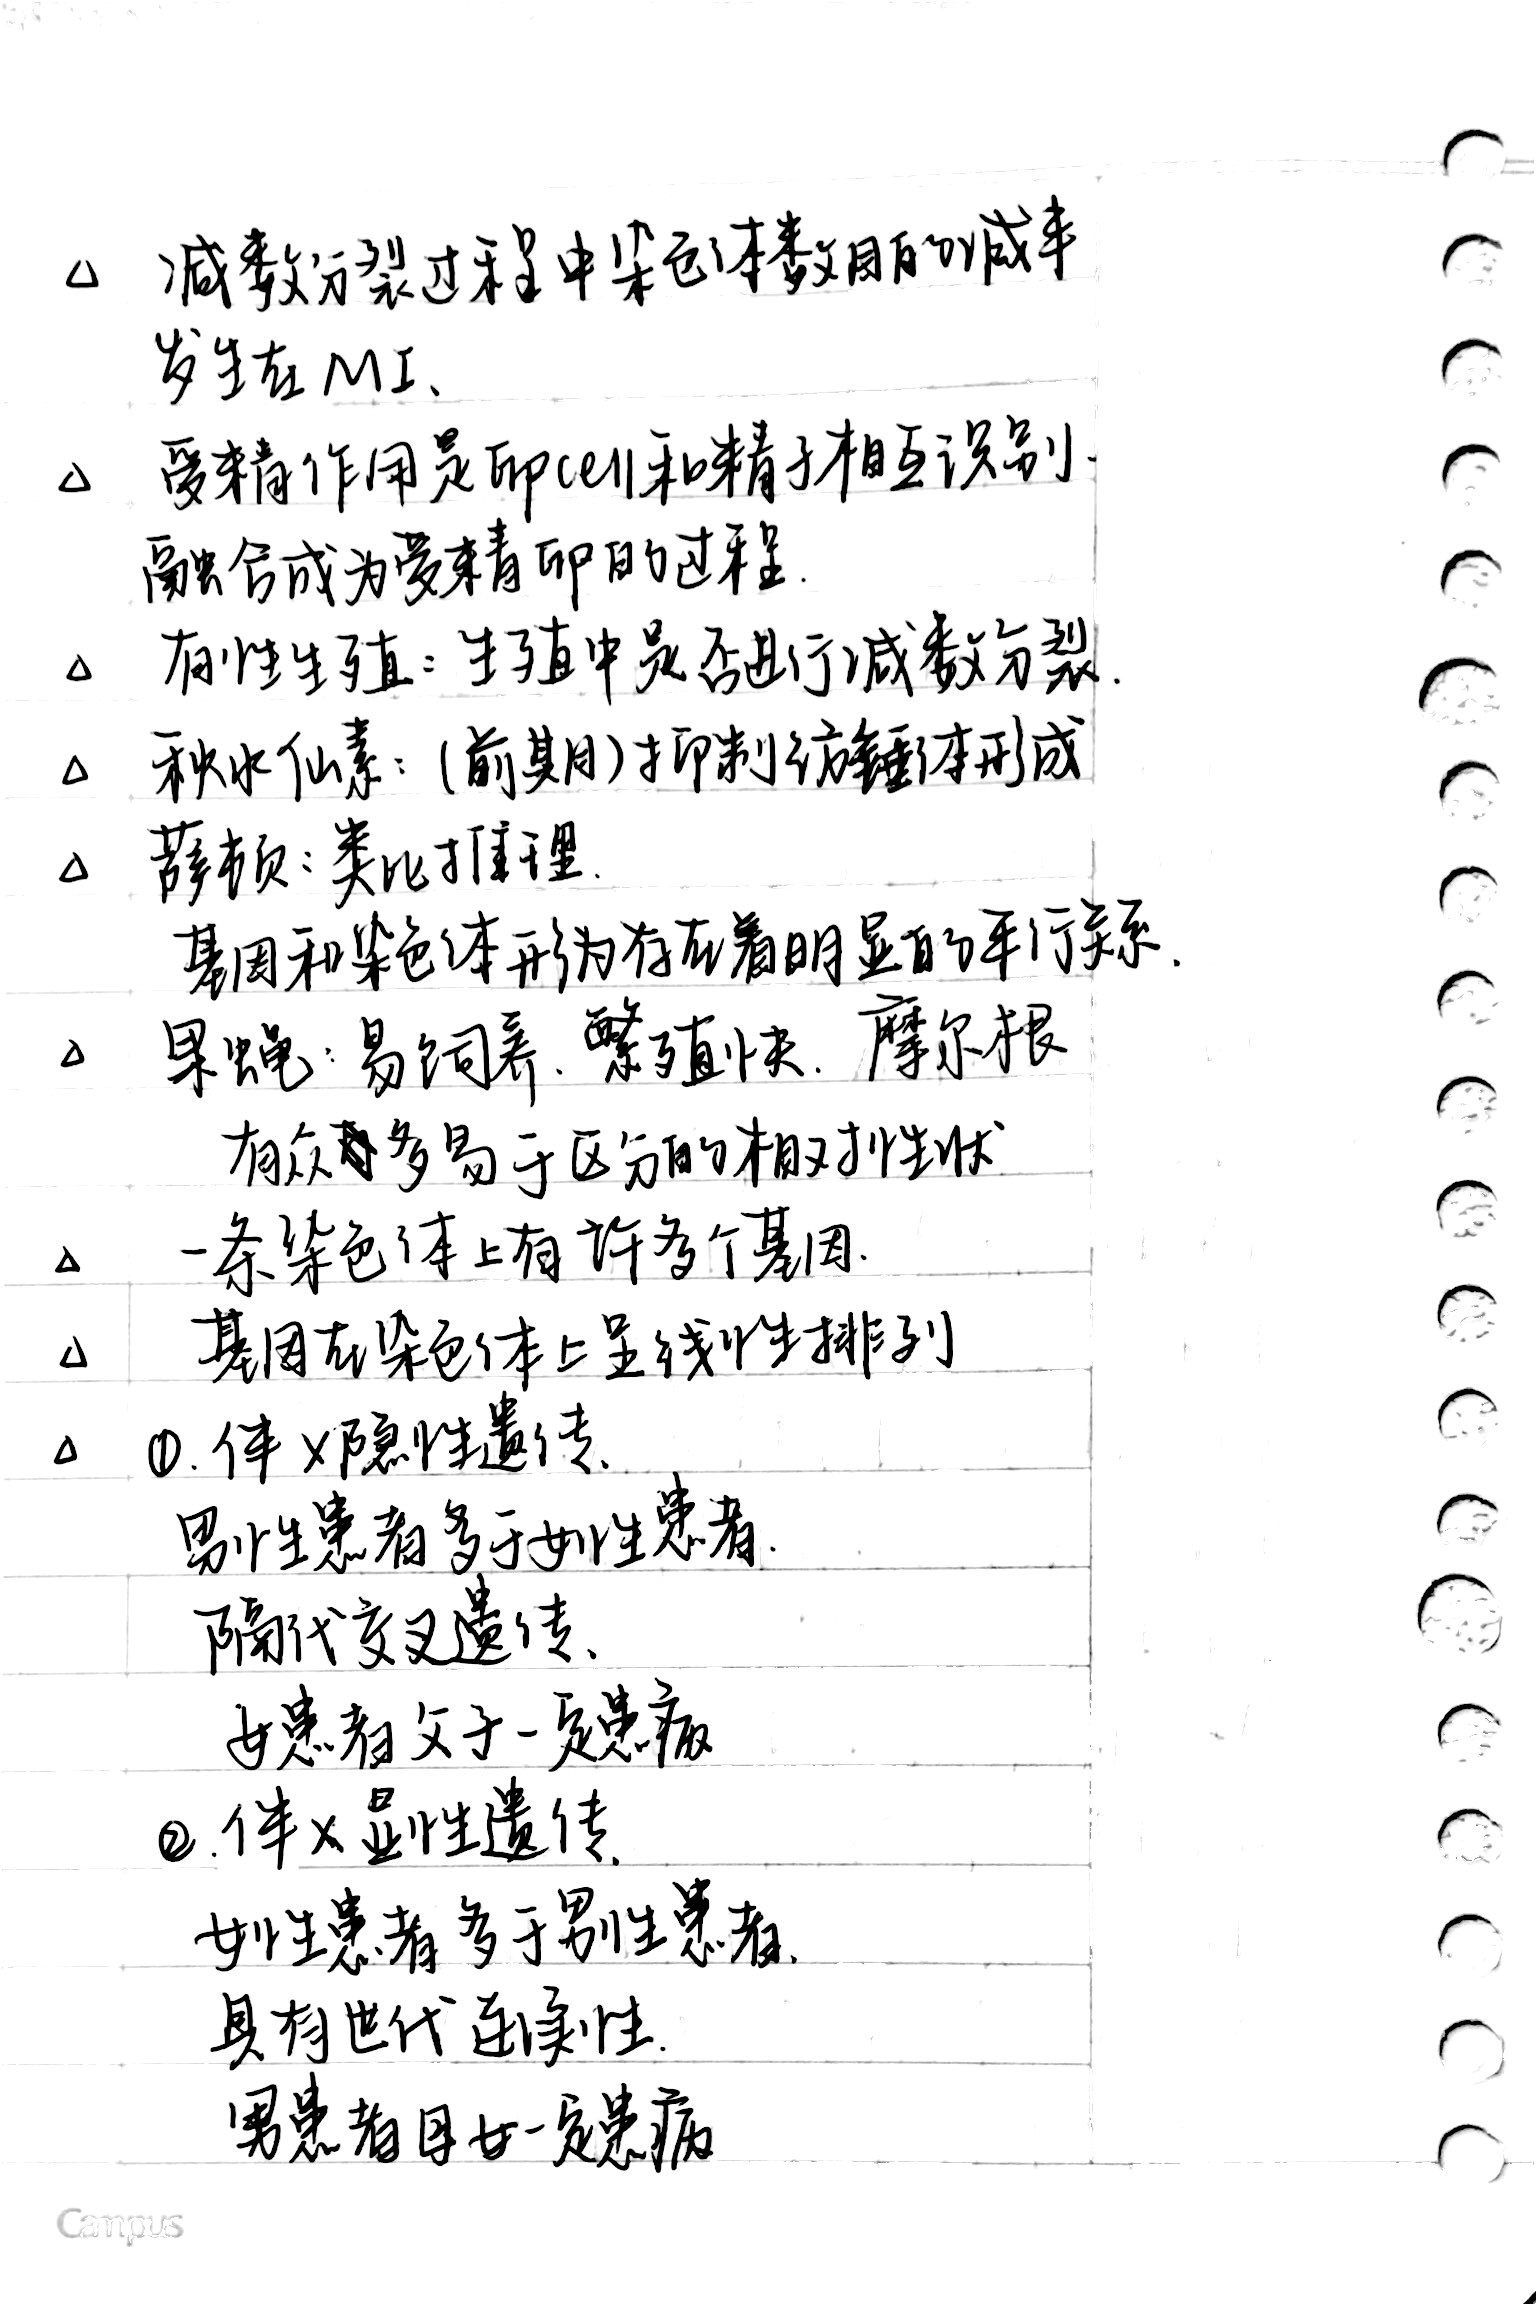 △ 减数分裂过程中染色体数目的减半
发生在MI、
△ 受精作用是卵cell和精子相互识别.
融合成为受精卵的过程.
△ 有性生殖：生殖中是否进行减数分裂.
△ 秋水仙素：(前期)抑制纺锤体形成
△ 萨顿：类比推理.
基因和染色体形为存在着明显的平行关系.
△ 果蝇：易饲养、繁殖快. 摩尔根
有众多易于区分的相对性状
△ 一条染色体上有许多个基因.
△ 基因在染色体上呈线性排列
△ ①. 伴X隐性遗传.
男性患者多于女性患者.
隔代交叉遗传、
女患者父子一定患病
②. 伴X显性遗传.
女性患者多于男性患者.
具有世代连续性.
男患者母女一定患病
Campus